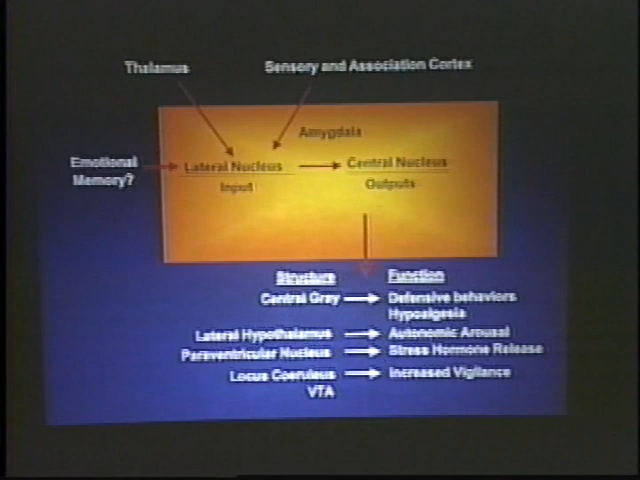 Thalamus Sensory and Association Cortex
Amygdala
Emotional
Memory?
Lateral Nucleus
Input
Central Nucleus
Outputs
Structure Function
Central Gray Defensive behaviors
Hypoalgesia
Lateral Hypothalamus Autonomic Arousal
Paraventricular Nucleus Stress Hormone Release
Locus Coeruleus Increased Vigilance
VTA